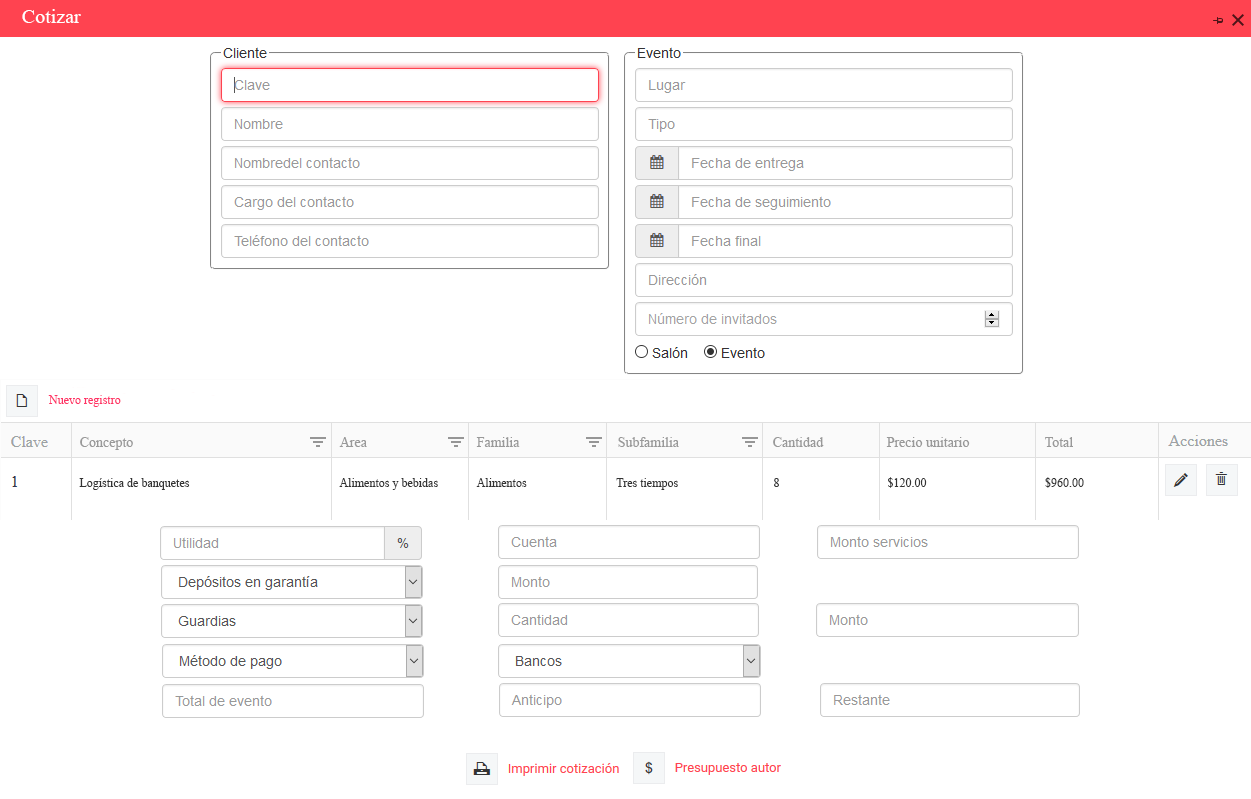 Cotizar
Cliente
Clave
Nombre
Nombredel contacto
Cargo del contacto
Teléfono del contacto
Evento
Lugar
Tipo
Fecha de entrega
Fecha de seguimiento
Fecha final
Dirección
Número de invitados
Salón Evento
Nuevo registro
Clave Concepto Area Familia Subfamilia Cantidad Precio unitario Total Acciones
1 Logística de banquetes Alimentos y bebidas Alimentos Tres tiempos 8 $120.00 $960.00
Utilidad % Cuenta Monto servicios
Depósitos en garantía Monto
Guardias Cantidad Monto
Método de pago Bancos
Total de evento Anticipo Restante
Imprimir cotización $ Presupuesto autor